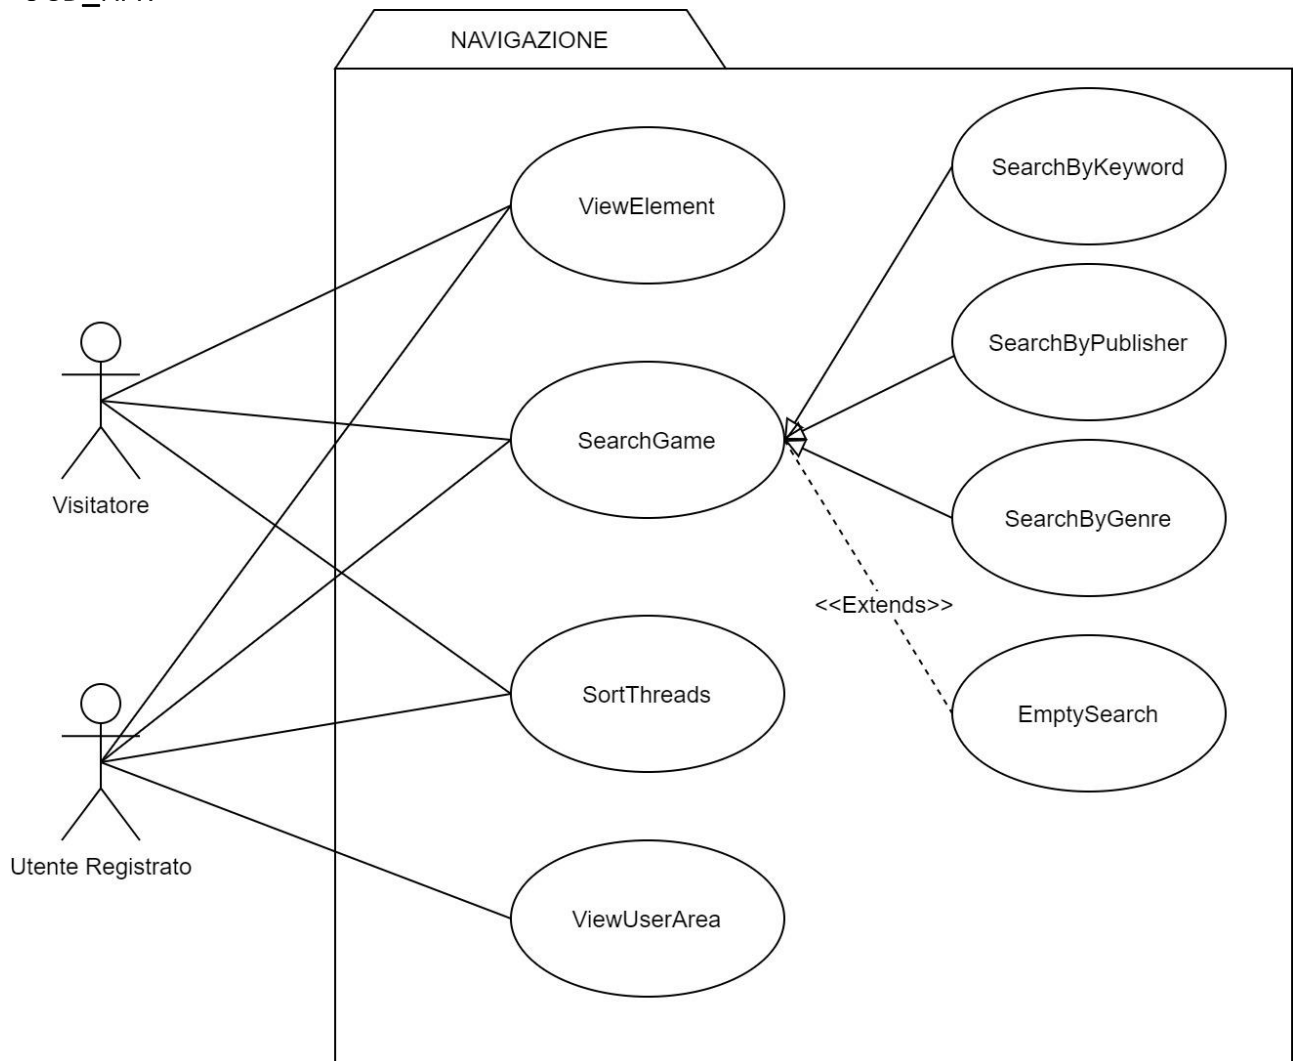 NAVIGAZIONE
SearchByKeyword
ViewElement
SearchByPublisher
SearchGame
Visitatore
SearchByGenre
<<Extends>>
SortThreads
EmptySearch
Utente Registrato
ViewUserArea